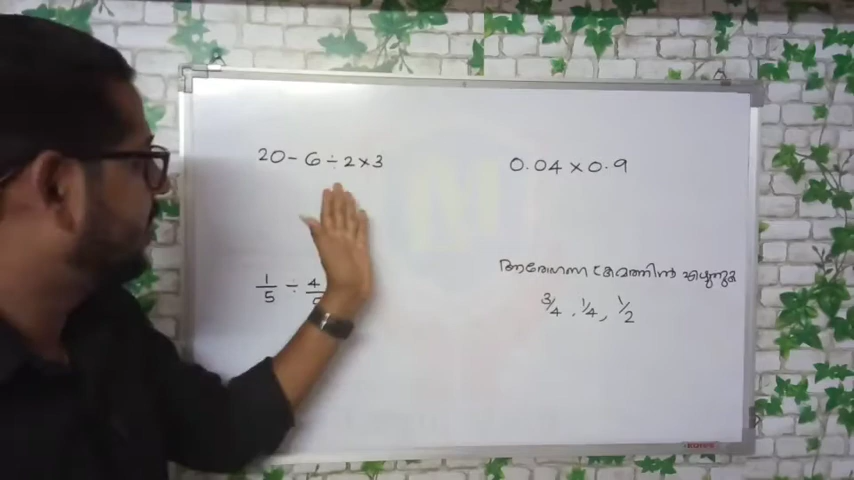 20 - 6 ÷ 2 × 3
0.04 × 0.9
1/5 ÷ 4/
ആരോഹണ ക്രമത്തിൽ എഴുതുക
3/4 , 1/4 , 1/2